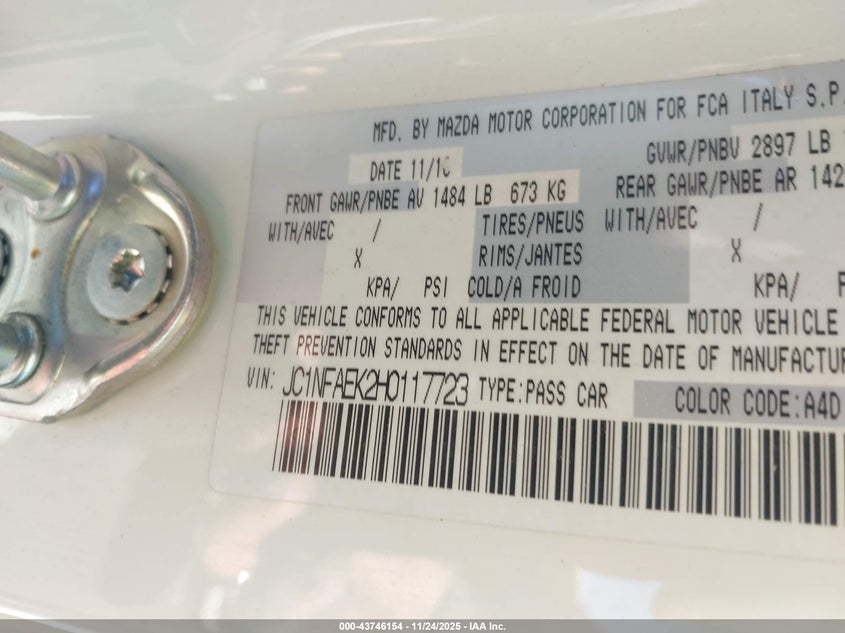 MFD. BY MAZDA MOTOR CORPORATION FOR FCA ITALY S.P.
DATE 11/16 GVWR/PNBV 2897 LB
FRONT GAWR/PNBE AV 1484 LB 673 KG REAR GAWR/PNBE AR 142
WITH/AVEC / TIRES/PNEUS WITH/AVEC /
X RIMS/JANTES X
KPA/ PSI COLD/A FROID KPA/ P
THIS VEHICLE CONFORMS TO ALL APPLICABLE FEDERAL MOTOR VEHICLE
THEFT PREVENTION STANDARDS IN EFFECT ON THE DATE OF MANUFACTUR
VIN: JC1NFAEK2H0117723 TYPE:PASS CAR COLOR CODE:A4D
000-43746154 - 11/24/2025 - IAA Inc.